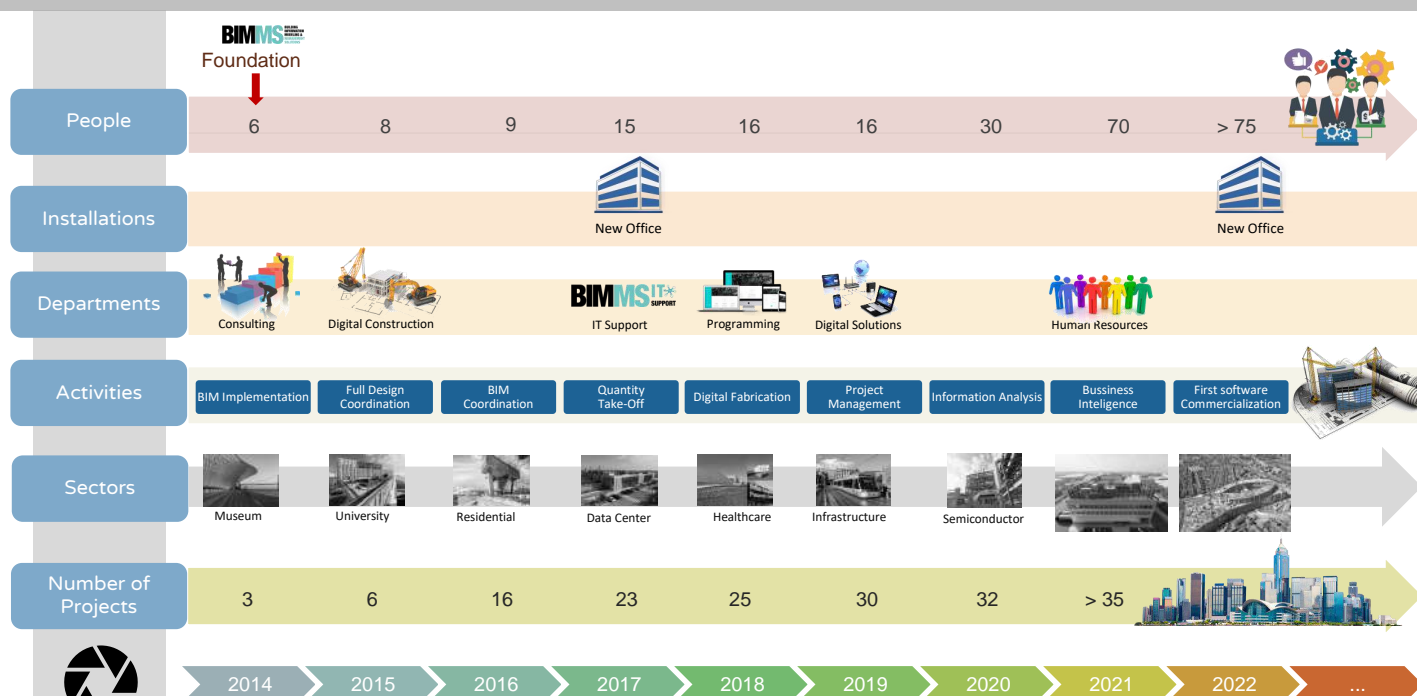 BIMMS
Foundation
People
6 8 9 15 16 16 30 70 > 75
Installations
New Office New Office
Departments
BIMMS IT SUPPORT
Consulting Digital Construction IT Support Programming Digital Solutions Human Resources
Activities
BIM Implementation
Full Design
Coordination
BIM
Coordination
Quantity
Take-Off
Digital Fabrication
Project
Management
Information Analysis
Bussiness
Inteligence
First software
Commercialization
Sectors
Museum University Residential Data Center Healthcare Infrastructure Semiconductor
Number of
Projects
3 6 16 23 25 30 32 > 35
2014 2015 2016 2017 2018 2019 2020 2021 2022 ...